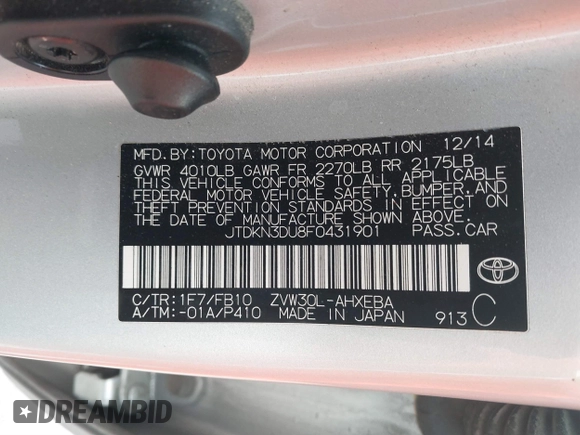 MFD. BY: TOYOTA MOTOR CORPORATION 12/14
GVWR 4010LB GAWR FR 2270LB RR 2175LB
THIS VEHICLE CONFORMS TO ALL APPLICABLE
FEDERAL MOTOR VEHICLE SAFETY, BUMPER, AND
THEFT PREVENTION STANDARDS IN EFFECT ON
THE DATE OF MANUFACTURE SHOWN ABOVE.
JTDKN3DU8F0431901 PASS. CAR
TOYOTA
C/TR: 1F7/FB10 ZVW30L-AHXEBA
A/TM: -01A/P410 MADE IN JAPAN 913 C
DREAMBID